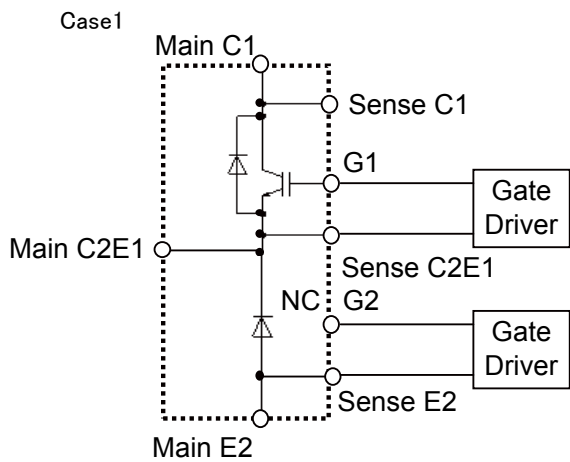 Case1
Main C1
Sense C1
G1
Gate
Driver
Main C2E1
Sense C2E1
NC
G2
Gate
Driver
Sense E2
Main E2